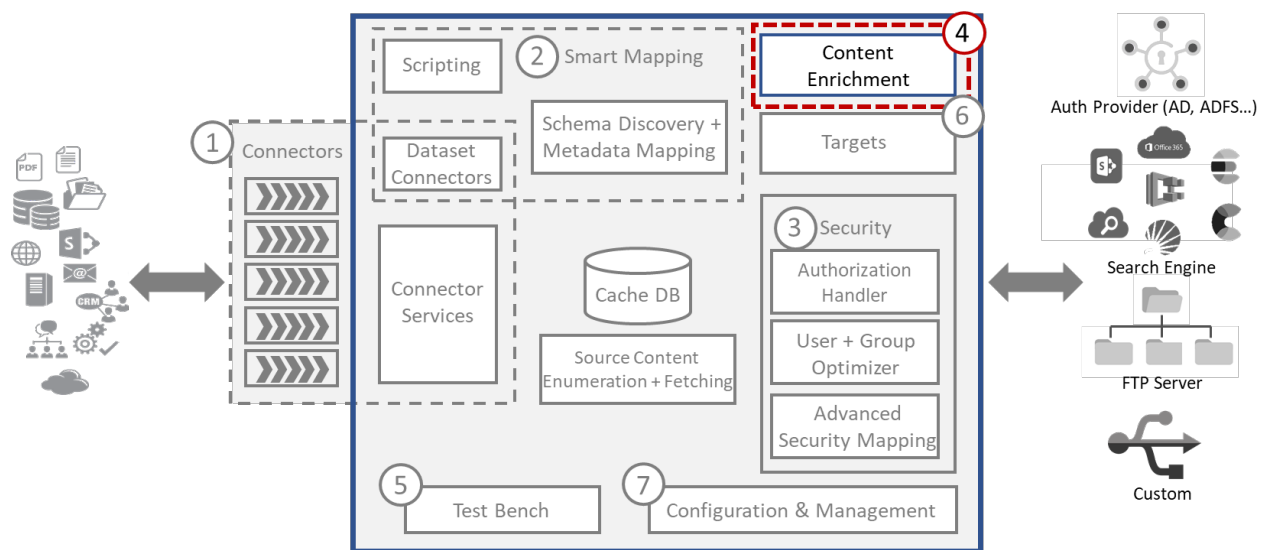 PDF
S
@
CRM
1
Connectors
Scripting
2
Smart Mapping
Schema Discovery +
Metadata Mapping
Dataset
Connectors
Connector
Services
Cache DB
Source Content
Enumeration + Fetching
4
Content
Enrichment
6
Targets
3
Security
Authorization
Handler
User + Group
Optimizer
Advanced
Security Mapping
5
Test Bench
7
Configuration & Management
Auth Provider (AD, ADFS…)
Office 365
S
Search Engine
FTP Server
Custom